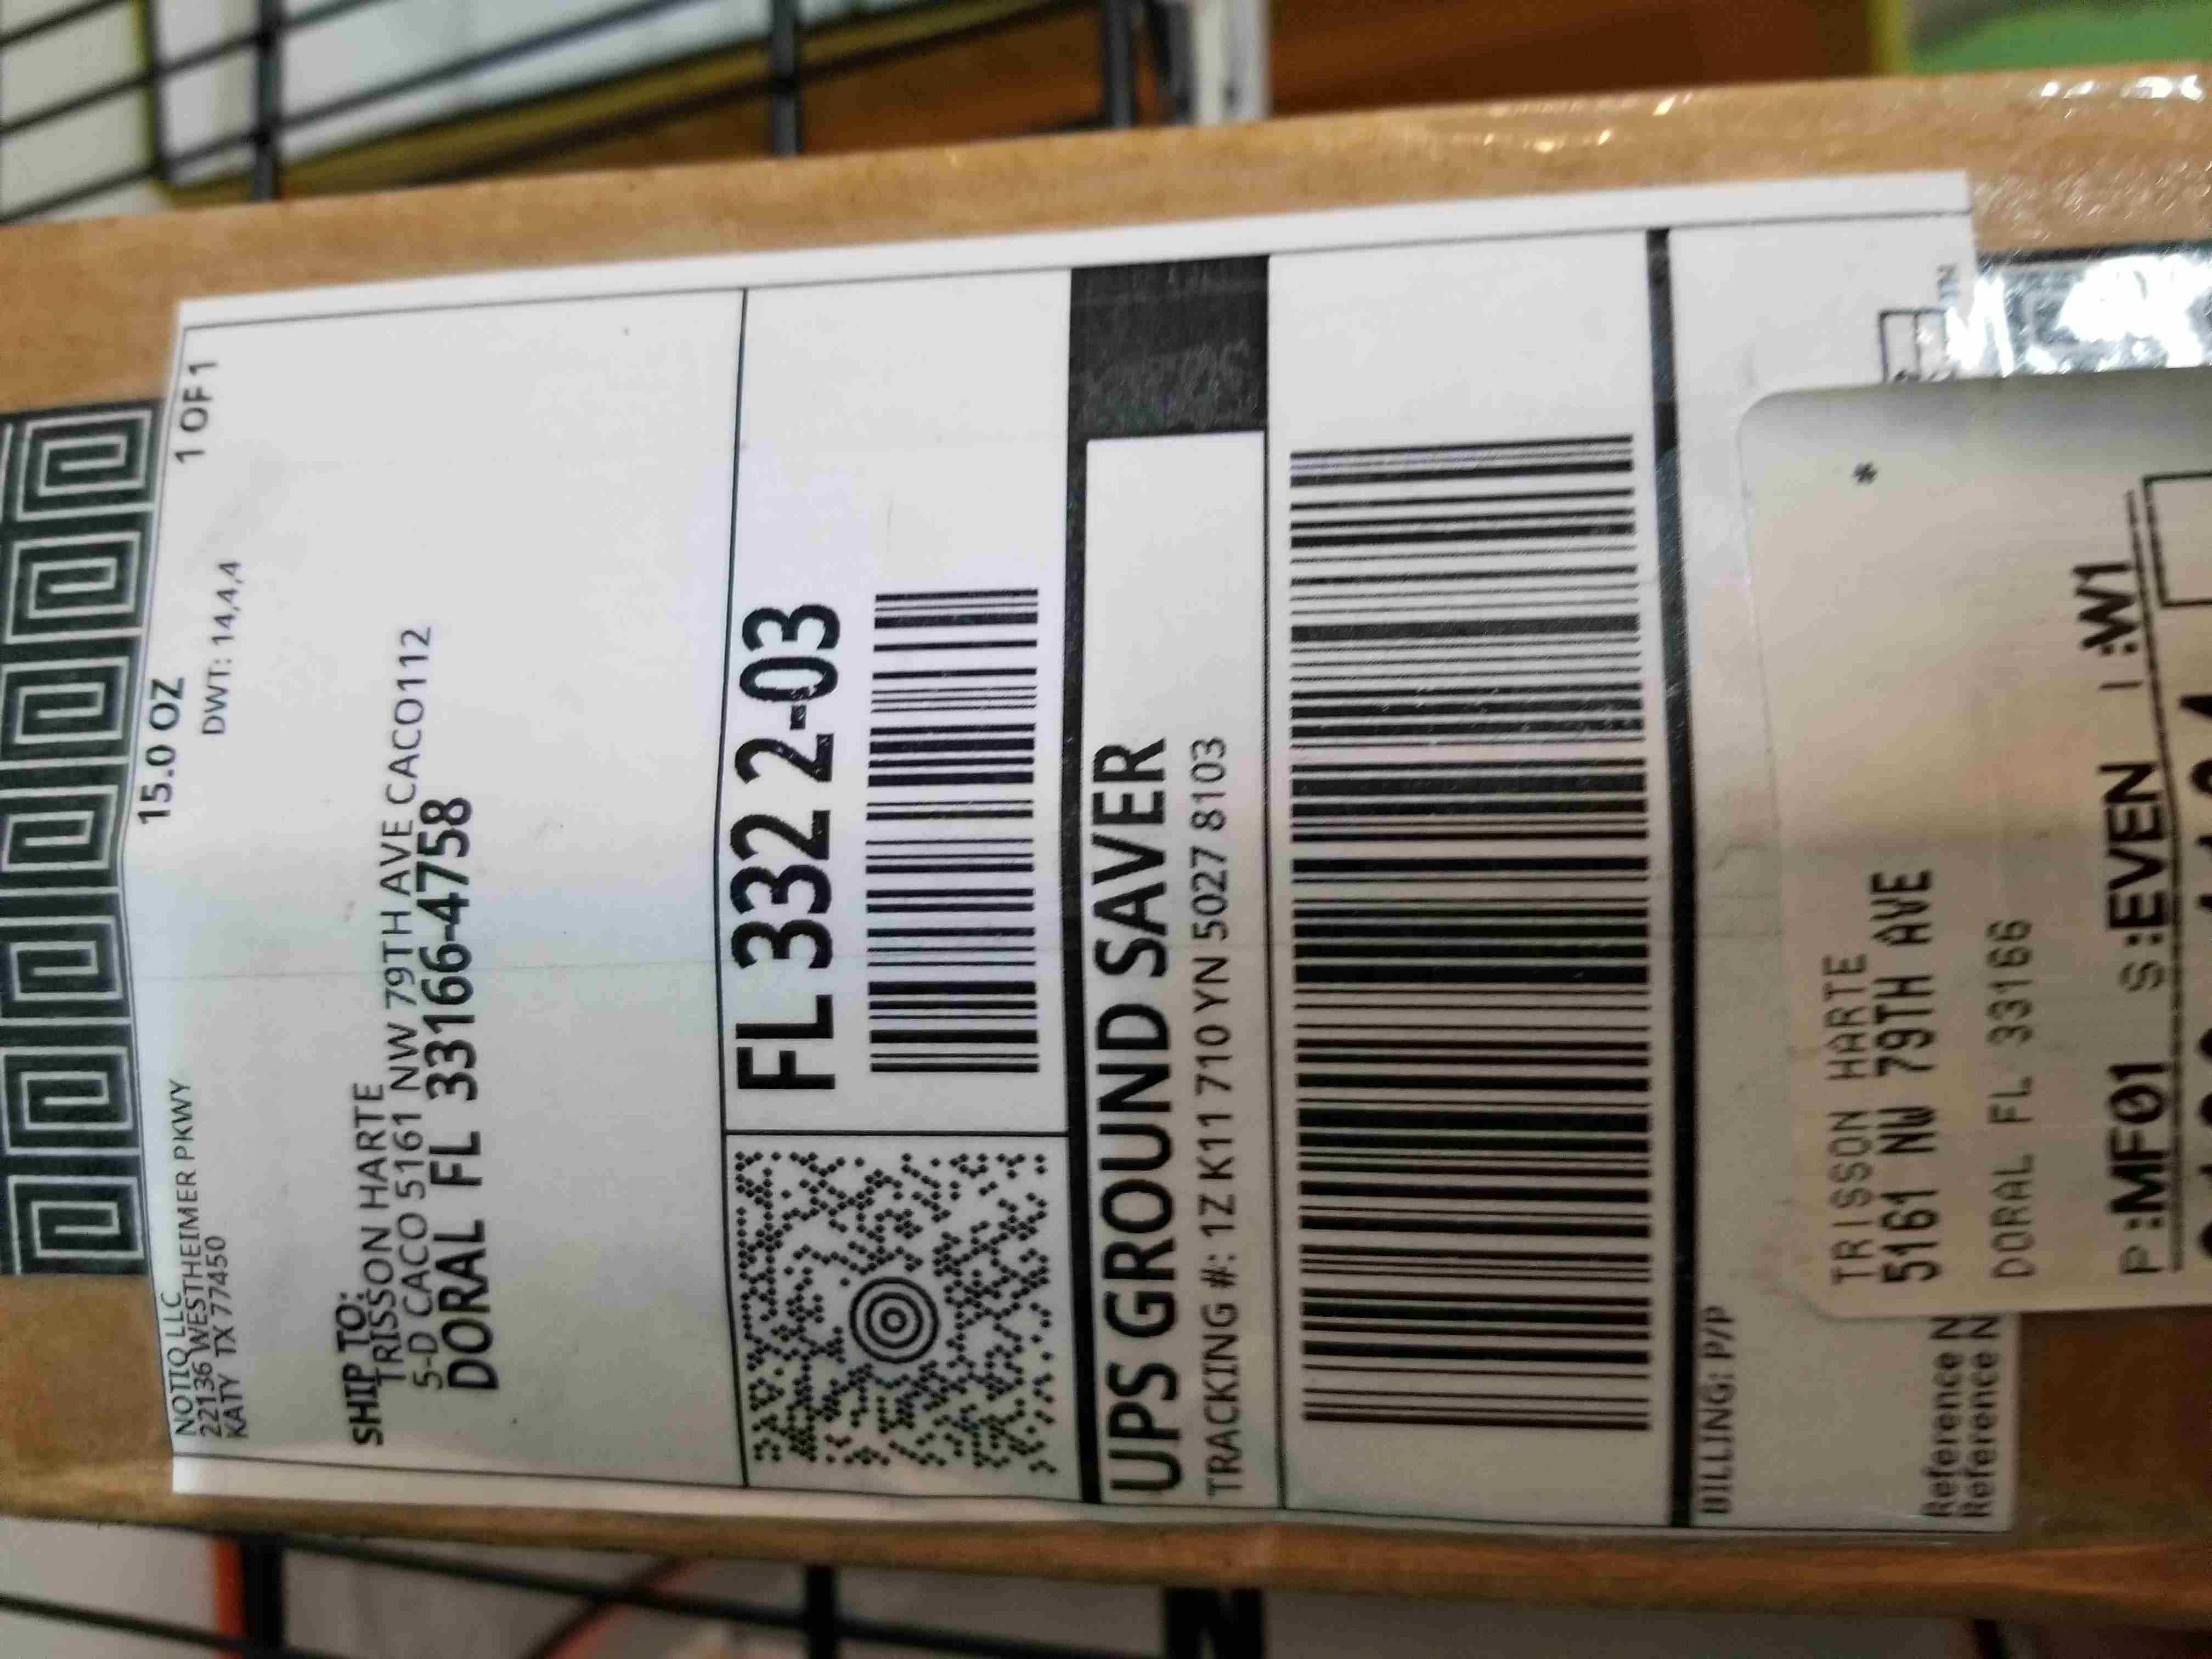 NOTIQ LLC
22136 WESTHEIMER PKWY
KATY TX 77450
15.0 OZ
1 OF 1
DWT: 14,4,4
SHIP TO:
TRISSON HARTE
5-D CACO 5161 NW 79TH AVE CACO1112
DORAL FL 33166-4758
FL 332 2-03
UPS GROUND SAVER
TRACKING #: 1Z K11 710 YN 5027 8103
BILLING: P/P
Reference N
Reference N
TM
*
TRISSON HARTE
5161 NW 79TH AVE
DORAL FL 33166
P:MF01 S:EVEN I:W1